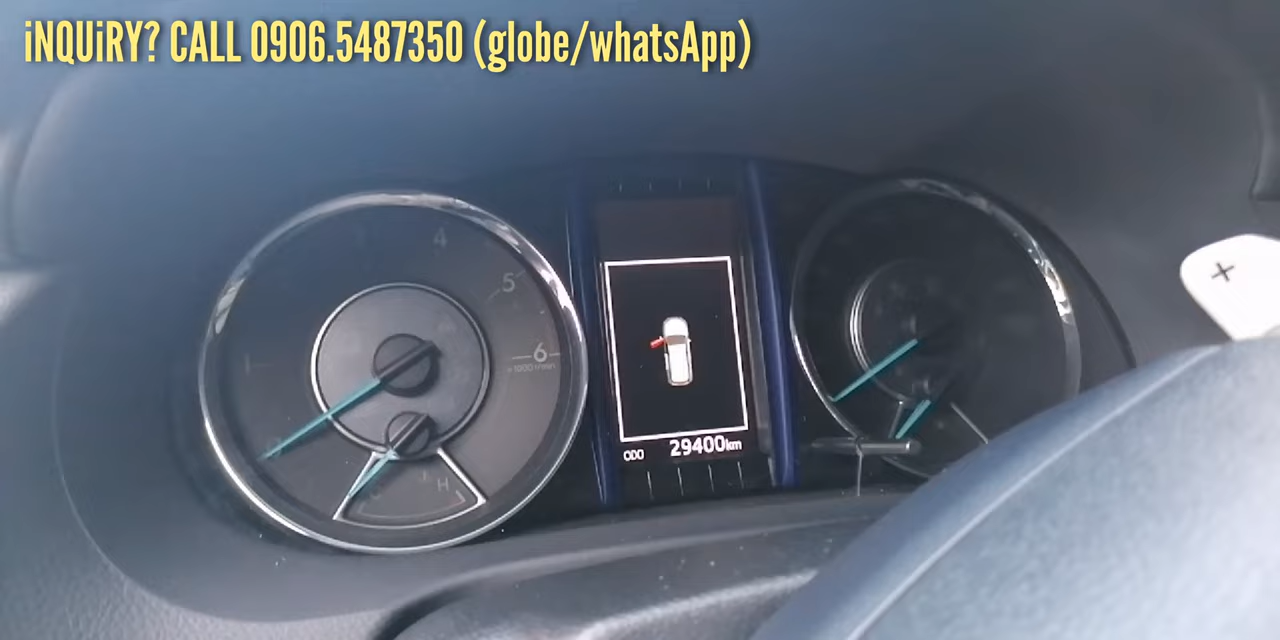 iNQUiRY? CALL 0906.5487350 (globe/whatsApp)
4
5
6
x1000 r/min
H
ODO 29400km
+